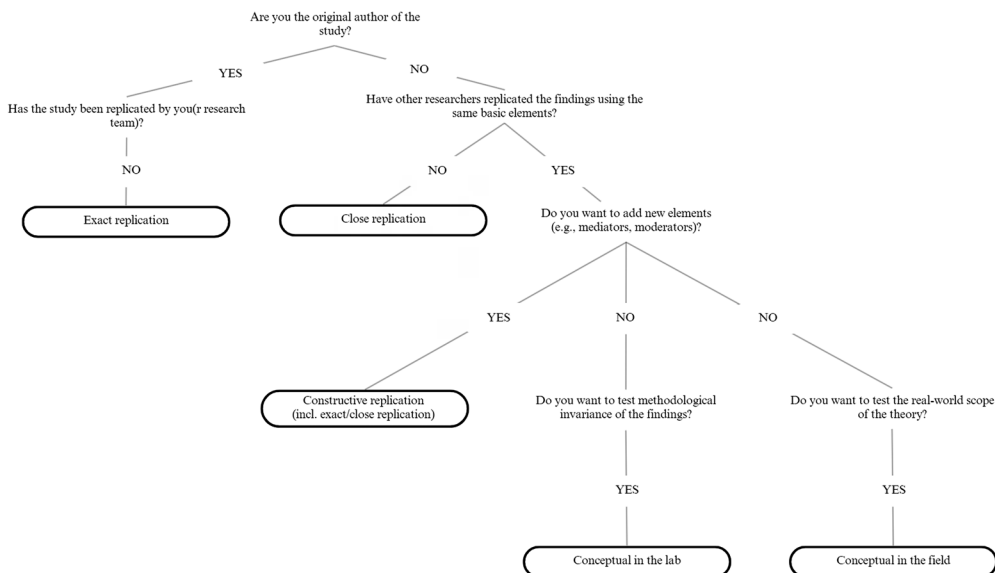 Are you the original author of the
study?
YES
NO
Has the study been replicated by you(r research
team)?
Have other researchers replicated the findings using the
same basic elements?
NO
NO
YES
Exact replication
Close replication
Do you want to add new elements
(e.g., mediators, moderators)?
YES
NO
NO
Constructive replication
(incl. exact/close replication)
Do you want to test methodological
invariance of the findings?
Do you want to test the real-world scope
of the theory?
YES
YES
Conceptual in the lab
Conceptual in the field